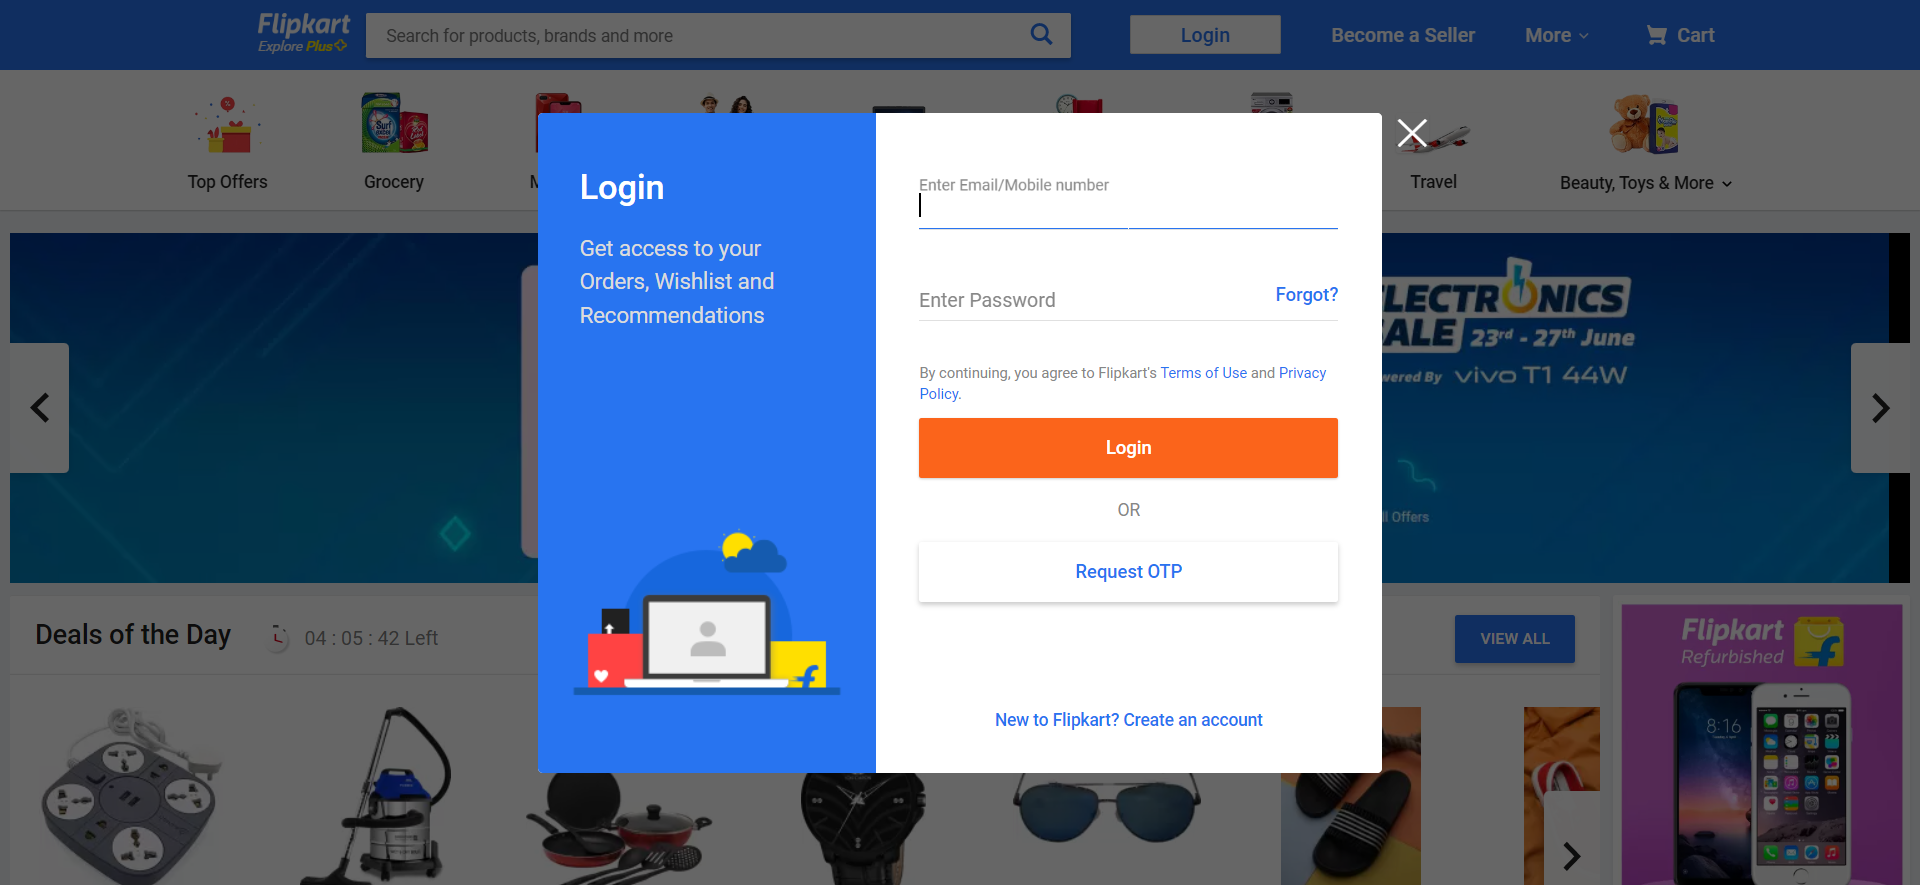 Flipkart
Explore Plus
Search for products, brands and more
Login
Become a Seller
More
Cart
Top Offers
Grocery
M
Travel
Beauty, Toys & More
Login
Get access to your
Orders, Wishlist and
Recommendations
Enter Email/Mobile number
Enter Password
Forgot?
By continuing, you agree to Flipkart's Terms of Use and Privacy
Policy.
Login
OR
Request OTP
New to Flipkart? Create an account
LECTRONICS
ALE 23rd - 27th June
wered By vivo T1 44W
ll Offers
Deals of the Day
04 : 05 : 42 Left
VIEW ALL
Flipkart
Refurbished
8:16
Surf
excel